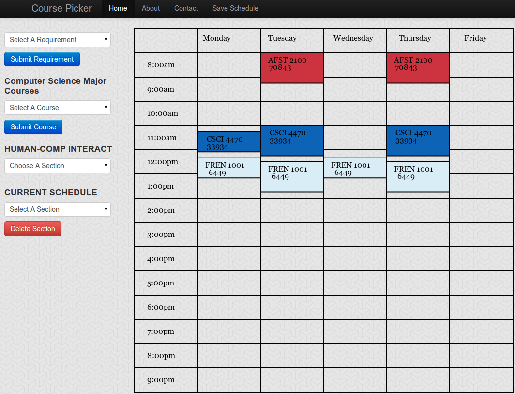 Course Picker Home About Contact Save Schedule
Select A Requirement
Submit Requirement
Computer Science Major
Courses
Select A Course
Submit Course
HUMAN-COMP INTERACT
Choose A Section
CURRENT SCHEDULE
Select A Section
Delete Section
Monday Tuesday Wednesday Thursday Friday
8:00am
AFST 2100
70843
AFST 2100
70843
9:00am
10:00am
11:00am
CSCI 4470
33934
CSCI 4470
33934
CSCI 4470
33934
12:00pm
FREN 1001
6449
FREN 1001
6449
FREN 1001
6449
FREN 1001
6449
1:00pm
2:00pm
3:00pm
4:00pm
5:00pm
6:00pm
7:00pm
8:00pm
9:00pm